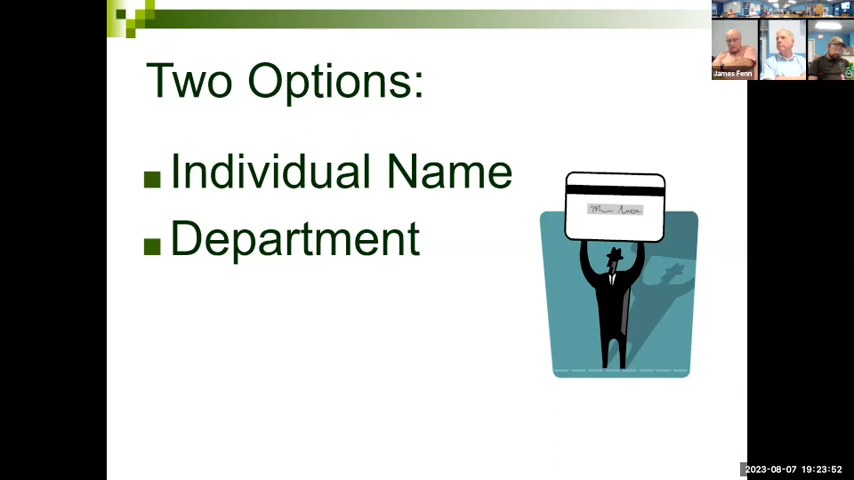 Two Options:
Individual Name
Department
James Fenn
2023-08-07 19:23:52